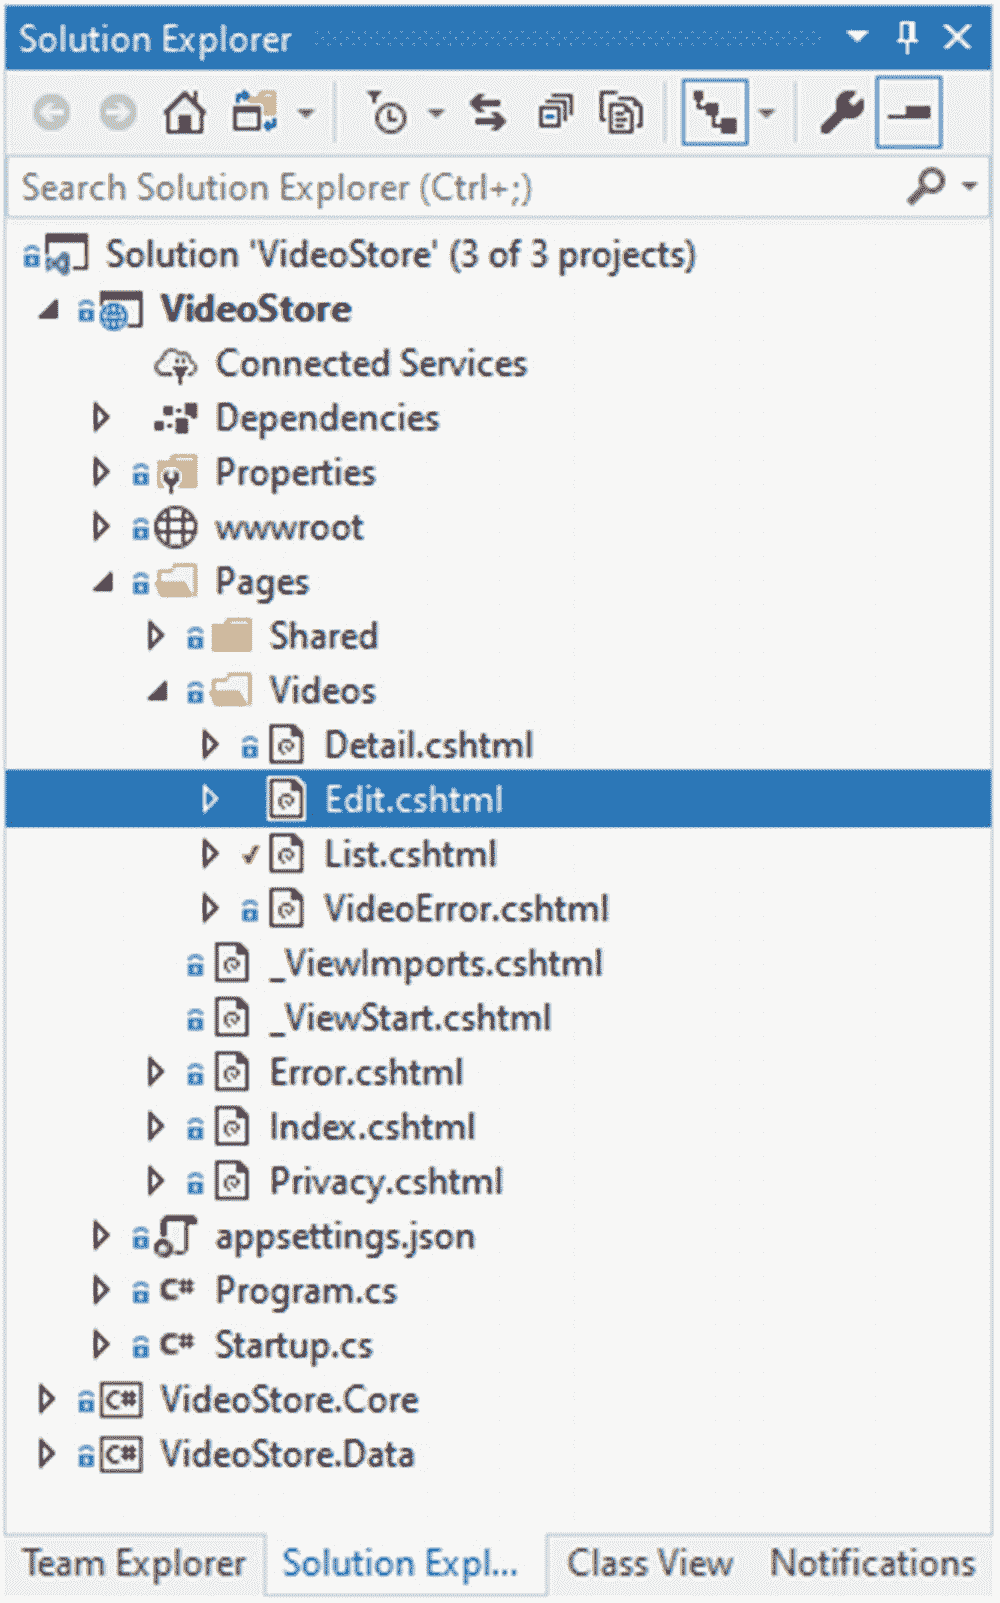 Solution Explorer
Search Solution Explorer (Ctrl+;)
Solution 'VideoStore' (3 of 3 projects)
VideoStore
Connected Services
Dependencies
Properties
wwwroot
Pages
Shared
Videos
Detail.cshtml
Edit.cshtml
List.cshtml
VideoError.cshtml
_ViewImports.cshtml
_ViewStart.cshtml
Error.cshtml
Index.cshtml
Privacy.cshtml
appsettings.json
C# Program.cs
C# Startup.cs
C# VideoStore.Core
C# VideoStore.Data
Team Explorer Solution Expl... Class View Notifications